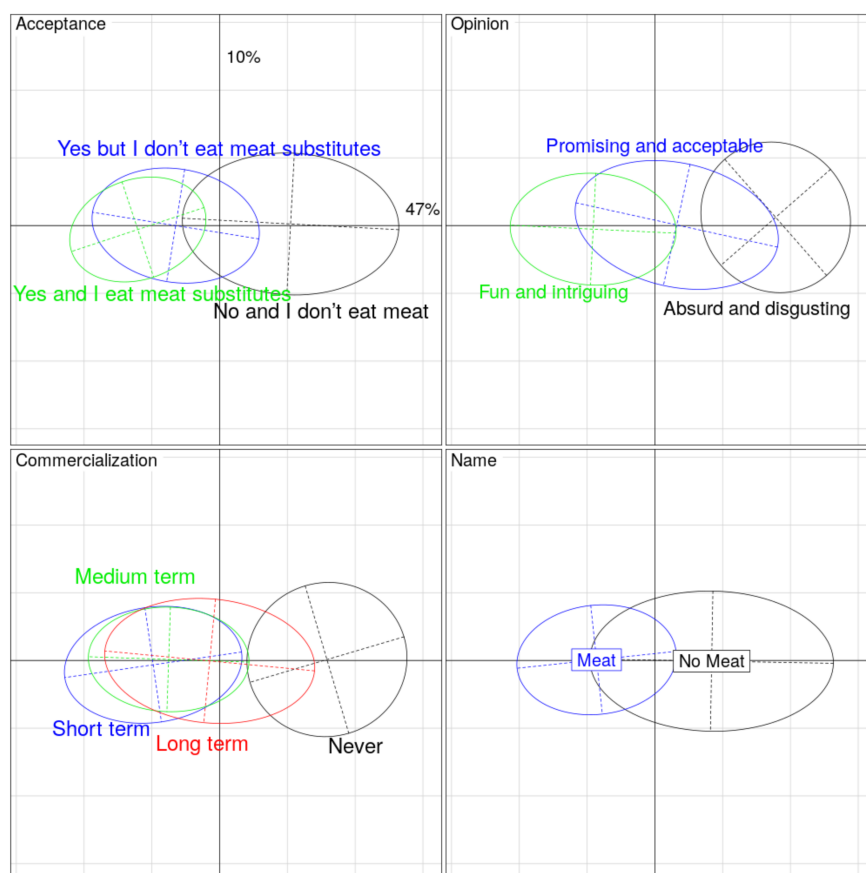 Acceptance
10%
Yes but I don't eat meat substitutes
47%
Yes and I eat meat substitutes
No and I don't eat meat
Opinion
Promising and acceptable
Fun and intriguing
Absurd and disgusting
Commercialization
Medium term
Short term
Long term
Never
Name
Meat
No Meat